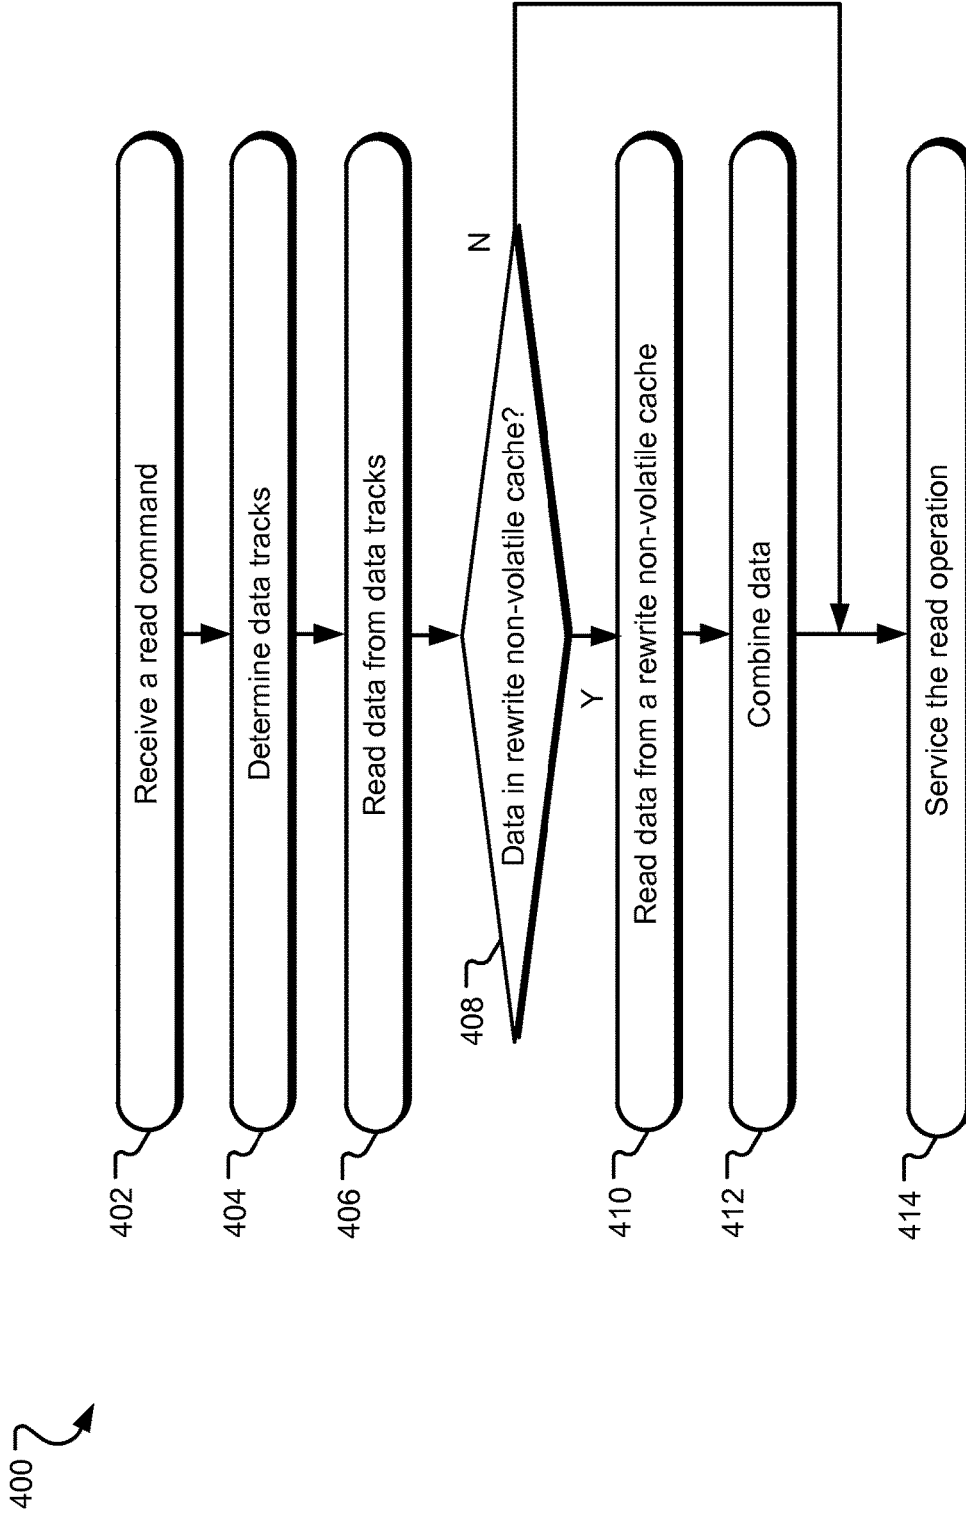 400
402
Receive a read command
404
Determine data tracks
406
Read data from data tracks
408
Data in rewrite non-volatile cache?
N
Y
410
Read data from a rewrite non-volatile cache
412
Combine data
414
Service the read operation